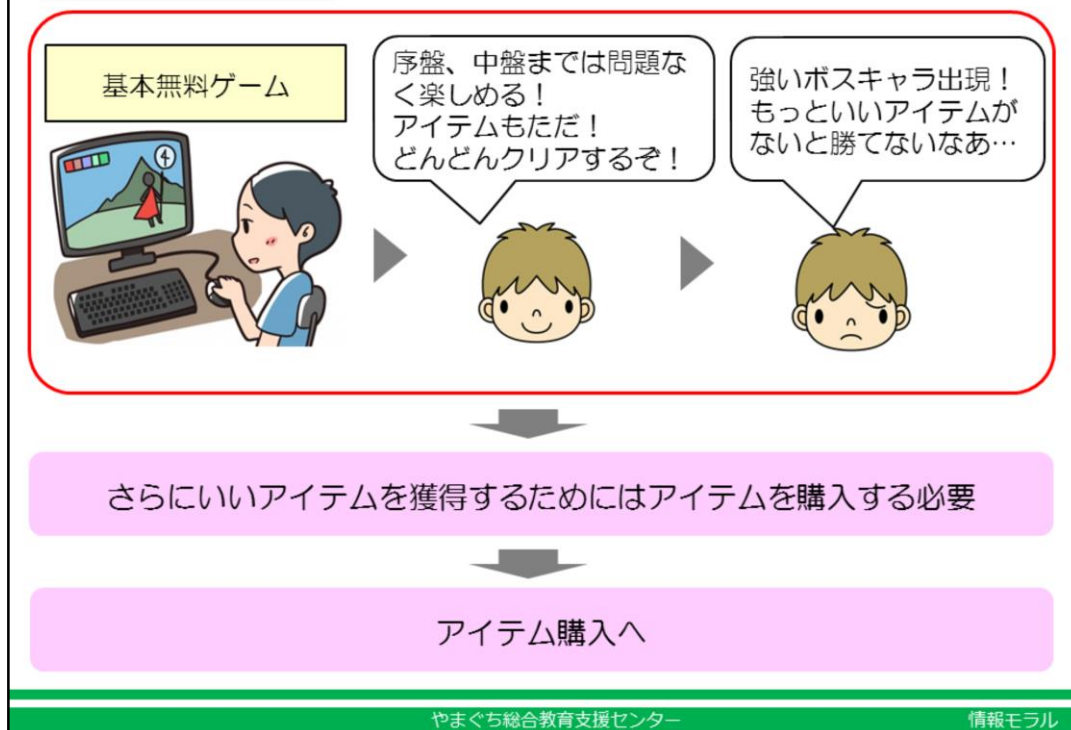 基本無料ゲーム
序盤、中盤までは問題な
く楽しめる！
アイテムもただ！
どんどんクリアするぞ！
強いボスキャラ出現！
もっといいアイテムが
ないと勝てないなあ…
④
さらにいいアイテムを獲得するためにはアイテムを購入する必要
アイテム購入へ
やまぐち総合教育支援センター
情報モラル